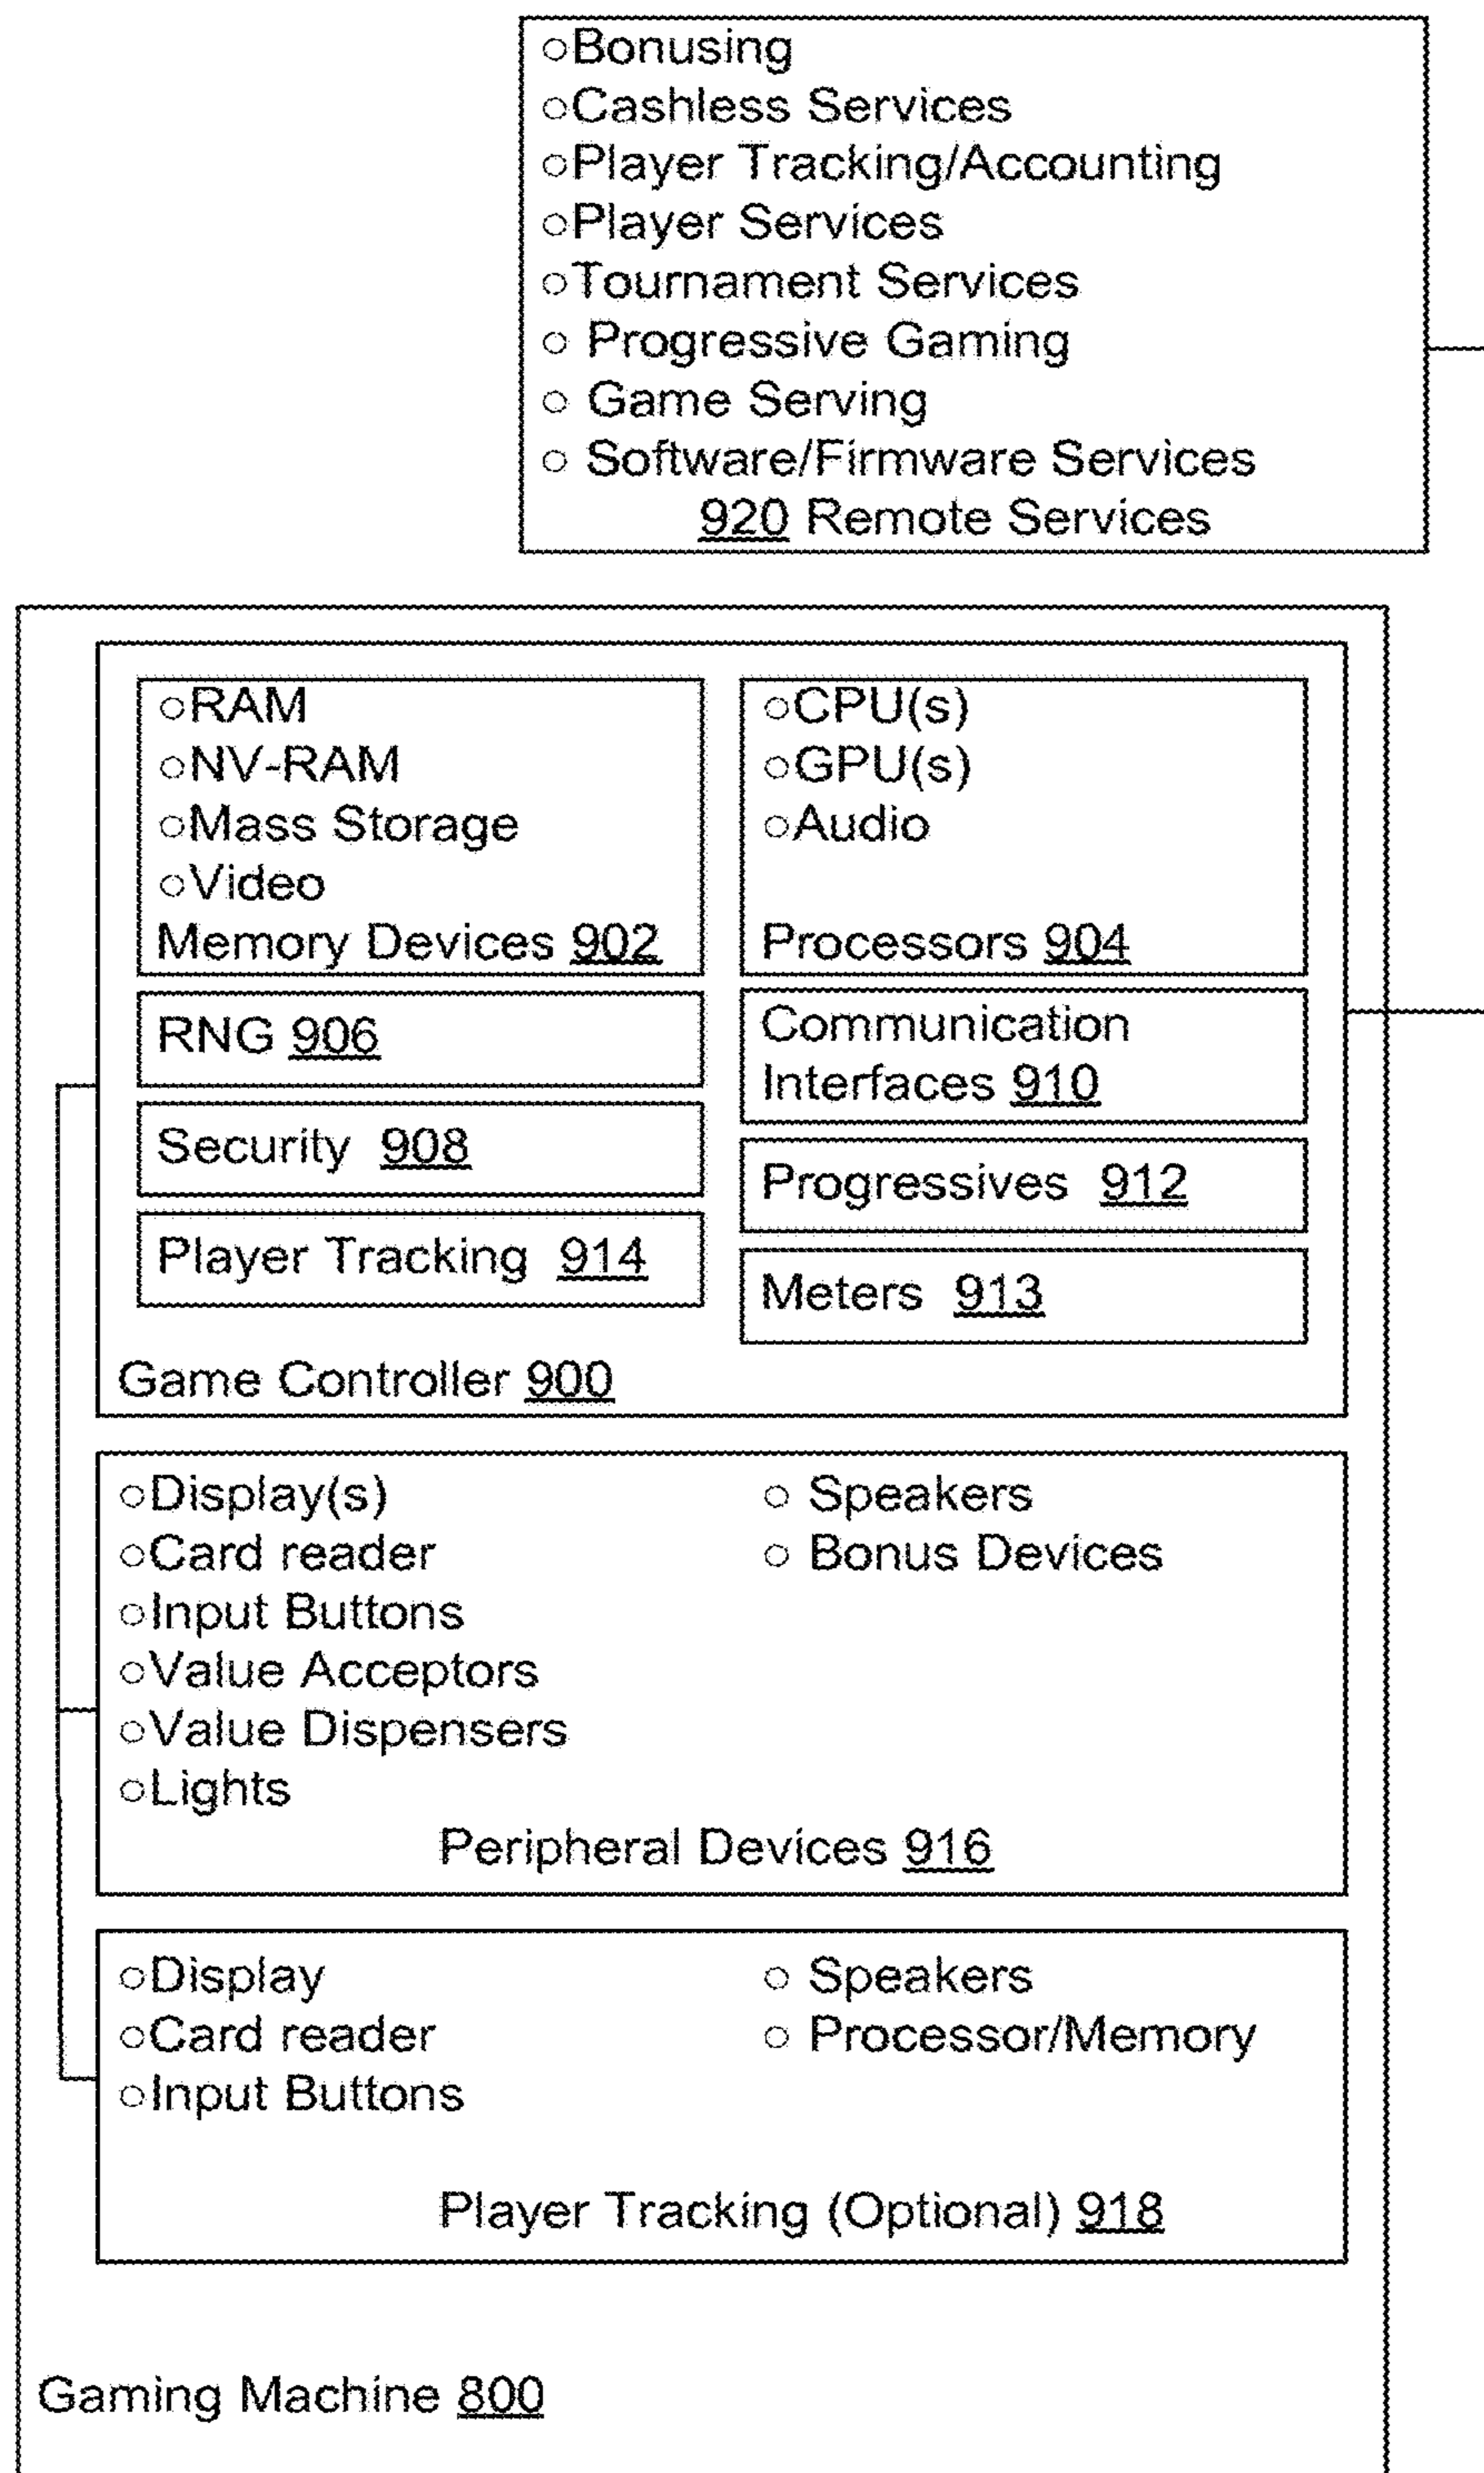 ○Bonusing
○Cashless Services
○Player Tracking/Accounting
○Player Services
○Tournament Services
○ Progressive Gaming
○ Game Serving
○ Software/Firmware Services
920 Remote Services
○RAM
○NV-RAM
○Mass Storage
○Video
Memory Devices 902
○CPU(s)
○GPU(s)
○Audio
Processors 904
RNG 906
Communication
Interfaces 910
Security 908
Progressives 912
Player Tracking 914
Meters 913
Game Controller 900
○Display(s)
○Card reader
○Input Buttons
○Value Acceptors
○Value Dispensers
○Lights
○ Speakers
○ Bonus Devices
Peripheral Devices 916
○Display
○Card reader
○Input Buttons
○ Speakers
○ Processor/Memory
Player Tracking (Optional) 918
Gaming Machine 800